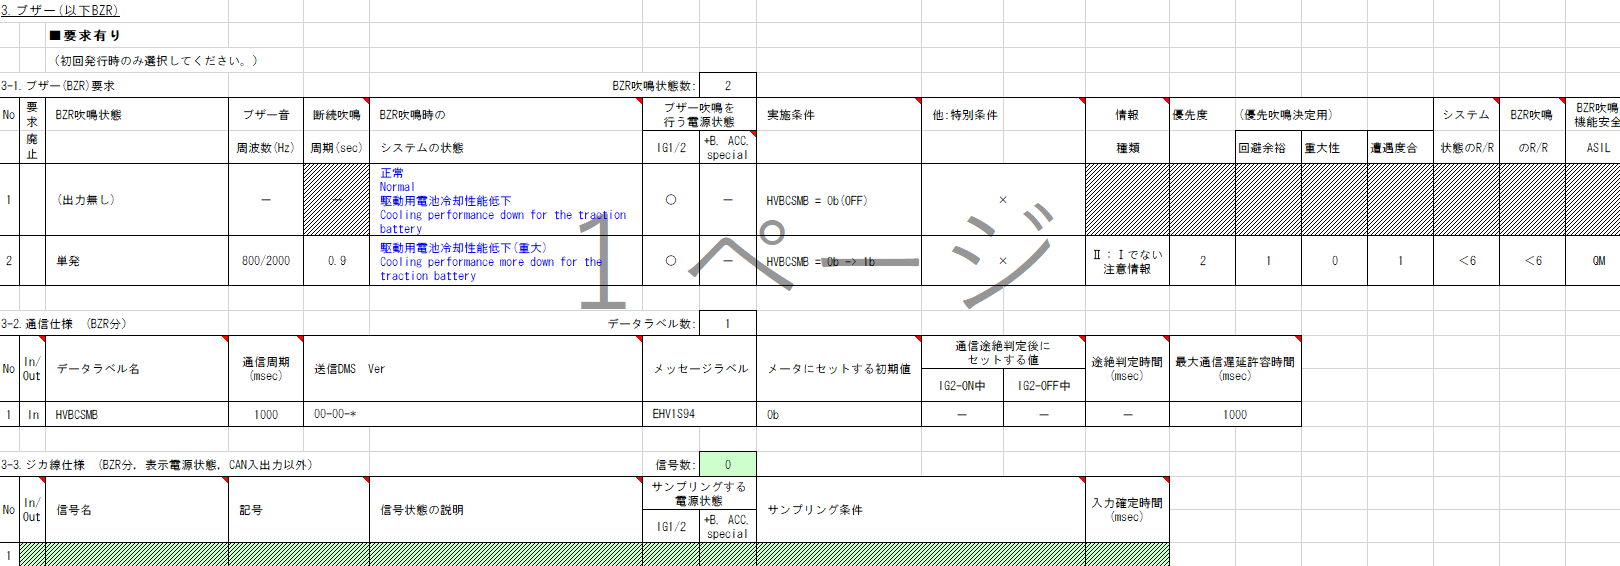 3. ブザー(以下BZR)
■要求有り
（初回発行時のみ選択してください。）
3-1. ブザー(BZR)要求 BZR吹鳴状態数: 2
No 要求 BZR吹鳴状態 ブザー音 断続吹鳴 BZR吹鳴時の ブザー吹鳴を行う電源状態 実施条件 他:特別条件 情報 優先度 (優先吹鳴決定用) システム BZR吹鳴 BZR吹鳴機能安全
廃止 周波数(Hz) 周期(sec) システムの状態 IG1/2 +B, ACC, special 種類 回避余裕 重大性 遭遇度合 状態のR/R のR/R ASIL
1 (出力無し) － － 正常
Normal
駆動用電池冷却性能低下
Cooling performance down for the traction
battery
○ － HVBCSMB = 0b(OFF) ×
2 単発 800/2000 0.9 駆動用電池冷却性能低下(重大)
Cooling performance more down for the
traction battery
○ － HVBCSMB = 0b -> 1b × Ⅱ：Ⅰでない
注意情報
2 1 0 1 <6 <6 QM
1ページ
3-2. 通信仕様 (BZR分) データラベル数: 1
No In/Out データラベル名 通信周期(msec) 送信DMS Ver メッセージラベル メータにセットする初期値 通信途絶判定後にセットする値 途絶判定時間(msec) 最大通信遅延許容時間(msec)
IG2-ON中 IG2-OFF中
1 In HVBCSMB 1000 00-00-* EHV1S94 0b － － － 1000
3-3. ジカ線仕様 (BZR分, 表示電源状態, CAN入出力以外) 信号数: 0
No In/Out 信号名 記号 信号状態の説明 サンプリングする電源状態 サンプリング条件 入力確定時間(msec)
IG1/2 +B, ACC, special
1